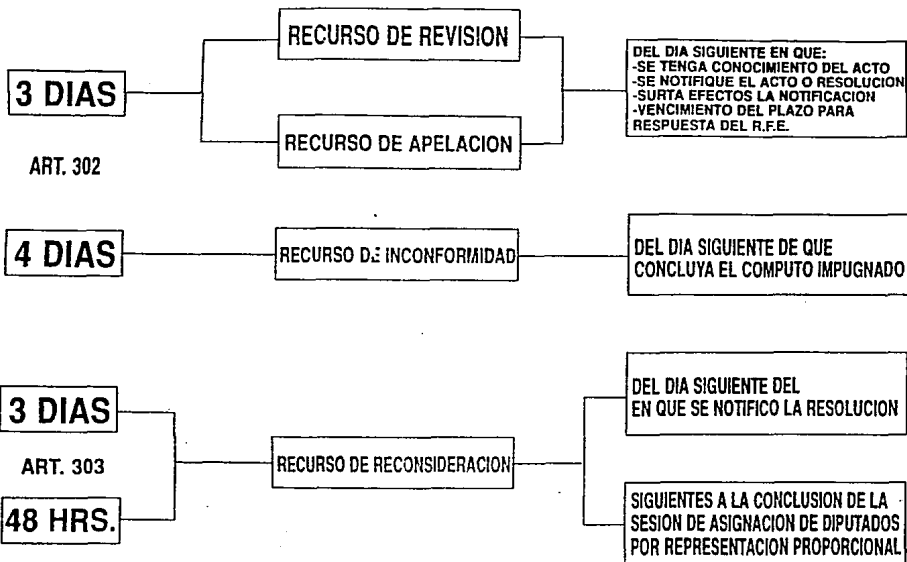 3 DIAS
ART. 302
RECURSO DE REVISION
RECURSO DE APELACION
DEL DIA SIGUIENTE EN QUE:
-SE TENGA CONOCIMIENTO DEL ACTO
-SE NOTIFIQUE EL ACTO O RESOLUCION
-SURTA EFECTOS LA NOTIFICACION
-VENCIMIENTO DEL PLAZO PARA
RESPUESTA DEL R.F.E.
4 DIAS
RECURSO DE INCONFORMIDAD
DEL DIA SIGUIENTE DE QUE
CONCLUYA EL COMPUTO IMPUGNADO
3 DIAS
ART. 303
48 HRS.
RECURSO DE RECONSIDERACION
DEL DIA SIGUIENTE DEL
EN QUE SE NOTIFICO LA RESOLUCION
SIGUIENTES A LA CONCLUSION DE LA
SESION DE ASIGNACION DE DIPUTADOS
POR REPRESENTACION PROPORCIONAL